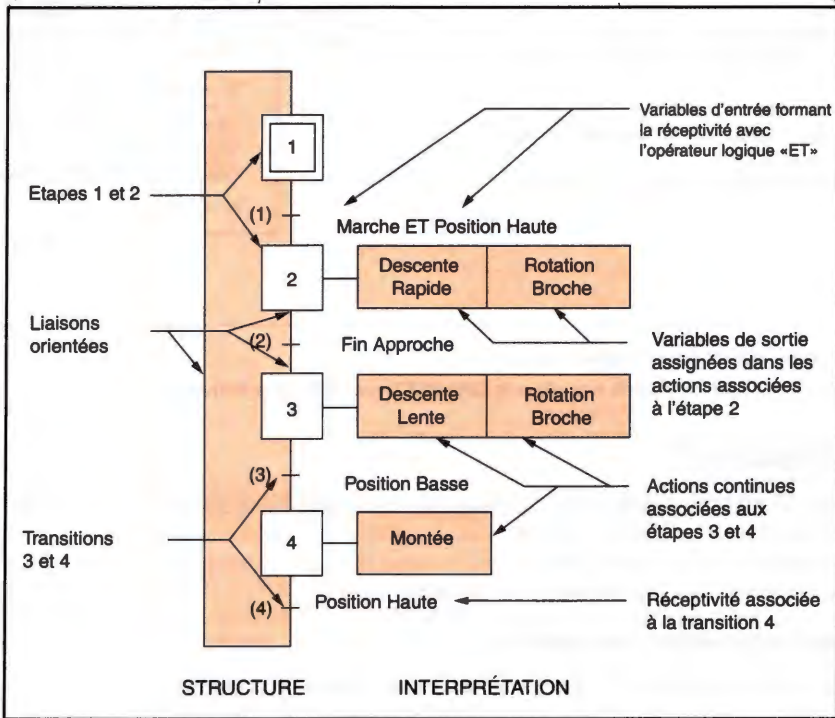 1
Variables d'entrée formant
la réceptivité avec
l'opérateur logique «ET»
Etapes 1 et 2
(1)
Marche ET Position Haute
2
Descente
Rapide
Rotation
Broche
Liaisons
orientées
(2)
Fin Approche
Variables de sortie
assignées dans les
actions associées
à l'étape 2
3
Descente
Lente
Rotation
Broche
(3)
Position Basse
Actions continues
associées aux
étapes 3 et 4
Transitions
3 et 4
4
Montée
(4)
Position Haute
Réceptivité associée
à la transition 4
STRUCTURE
INTERPRÉTATION